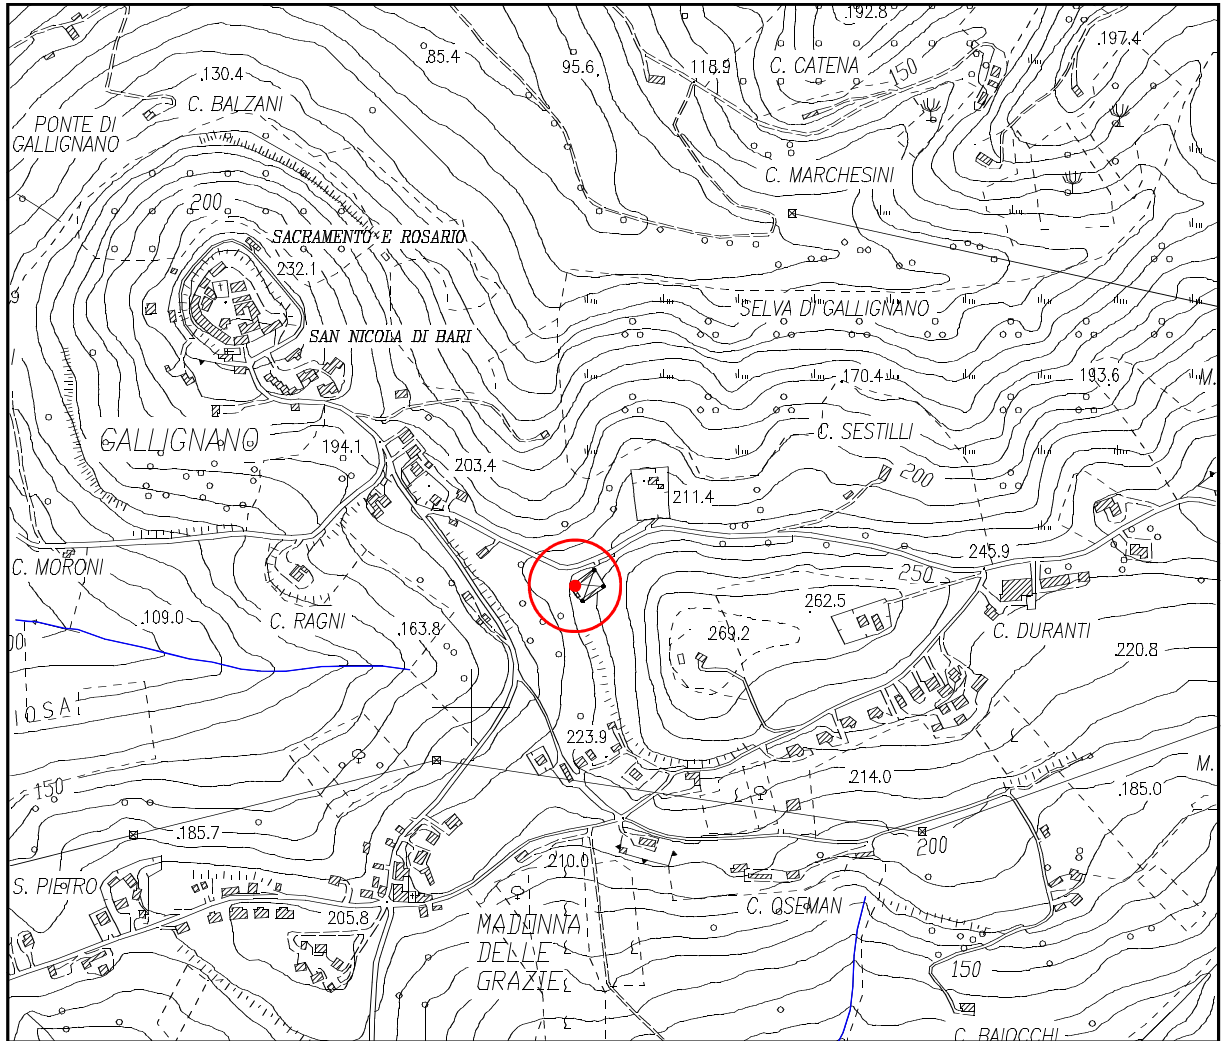 192.8
197.4
85.4
95.6
118.9
C. CATENA
150
130.4
C. BALZANI
PONTE DI
GALLIGNANO
C. MARCHESINI
200
SACRAMENTO E ROSARIO
232.1
9
SELVA DI GALLIGNANO
SAN NICOLA DI BARI
170.4
193.6
M.
GALLIGNANO
194.1
C. SESTILLI
203.4
200
211.4
245.9
C. MORONI
250
262.5
109.0
C. RAGNI
163.8
269.2
C. DURANTI
220.8
00
IOSA
223.9
M.
214.0
150
185.0
185.7
200
210.0
S. PIETRO
C. OSEMAN
205.8
MADONNA
DELLE
GRAZIE
150
C. BAIOCCHI